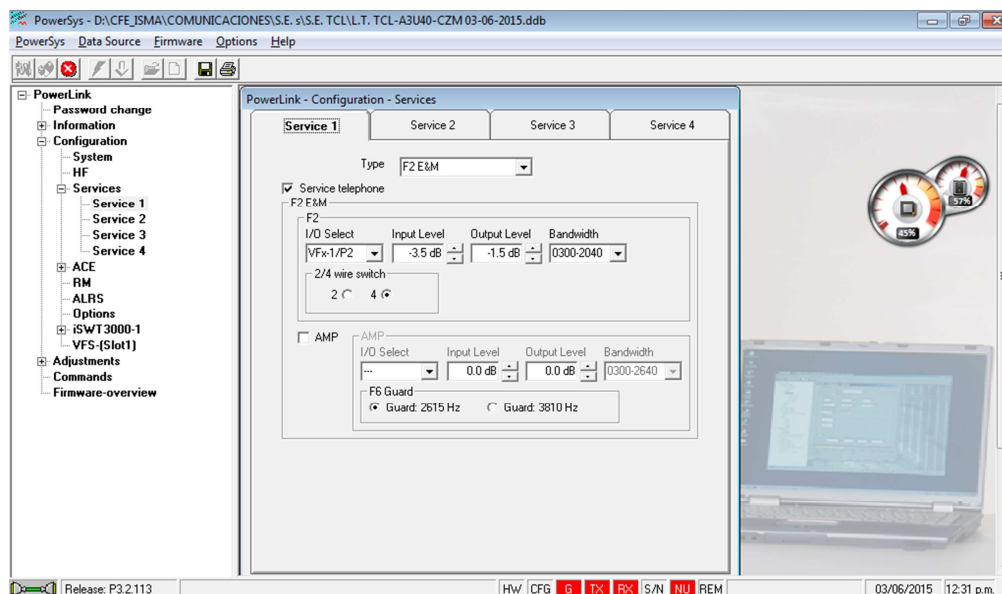 PowerSys - D:\CFE_ISMA\COMUNICACIONES\S.E. s\S.E. TCL\L.T. TCL-A3U40-CZM 03-06-2015.ddb
PowerSys Data Source Firmware Options Help
PowerLink
Password change
Information
Configuration
System
HF
Services
Service 1
Service 2
Service 3
Service 4
ACE
RM
ALRS
Options
iSWT3000-1
VFS-(Slot1)
Adjustments
Commands
Firmware-overview
PowerLink - Configuration - Services
Service 1 Service 2 Service 3 Service 4
Type F2 E&M
Service telephone
F2 E&M
F2
I/O Select Input Level Output Level Bandwidth
VFx-1/P2 -3.5 dB -1.5 dB 0300-2040
2/4 wire switch
2 4
AMP AMP
I/O Select Input Level Output Level Bandwidth
--- 0.0 dB 0.0 dB 0300-2640
F6 Guard
Guard: 2615 Hz Guard: 3810 Hz
57%
45%
Release: P3.2.113 HW CFG G TX RX S/N NU REM 03/06/2015 12:31 p.m.